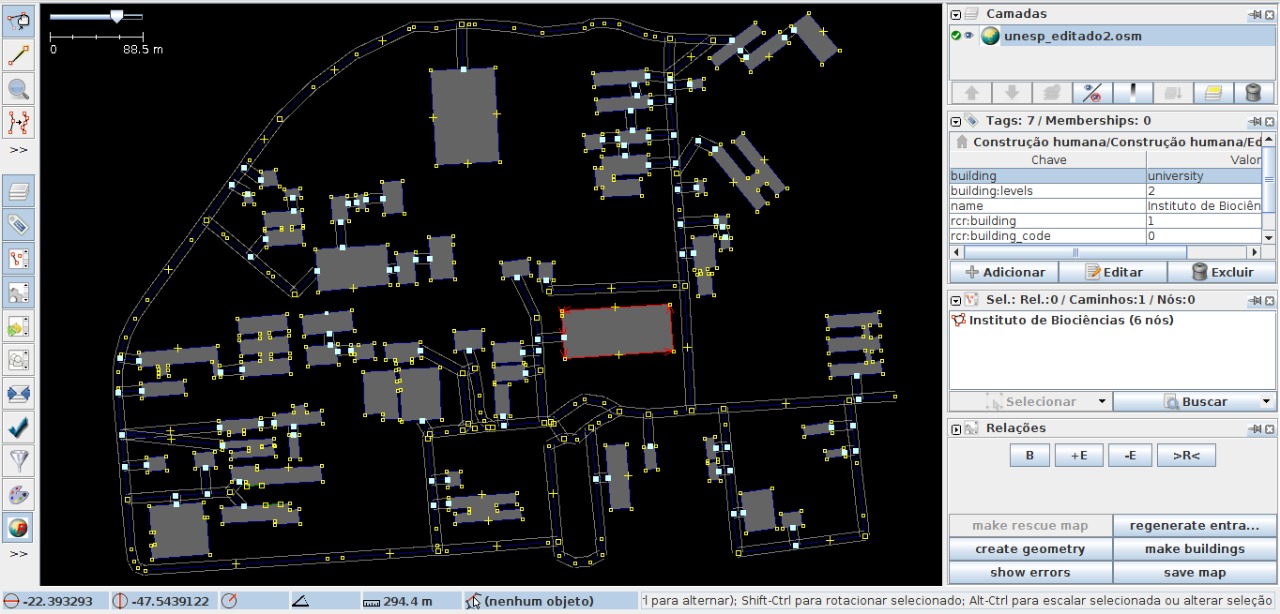 0
88.5 m
>>
>>
Camadas
unesp_editado2.osm
Tags: 7 / Memberships: 0
Construção humana/Construção humana/Ed
Chave Valor
building university
building:levels 2
name Instituto de Biociên
rcr:building 1
rcr:building_code 0
Adicionar Editar Excluir
Sel.: Rel.:0 / Caminhos:1 / Nós:0
Instituto de Biociências (6 nós)
Selecionar Buscar
Relações
B +E -E >R<
make rescue map regenerate entra...
create geometry make buildings
show errors save map
-22.393293 -47.5439122 294.4 m (nenhum objeto) l para alternar); Shift-Ctrl para rotacionar selecionado; Alt-Ctrl para escalar selecionada ou alterar seleção